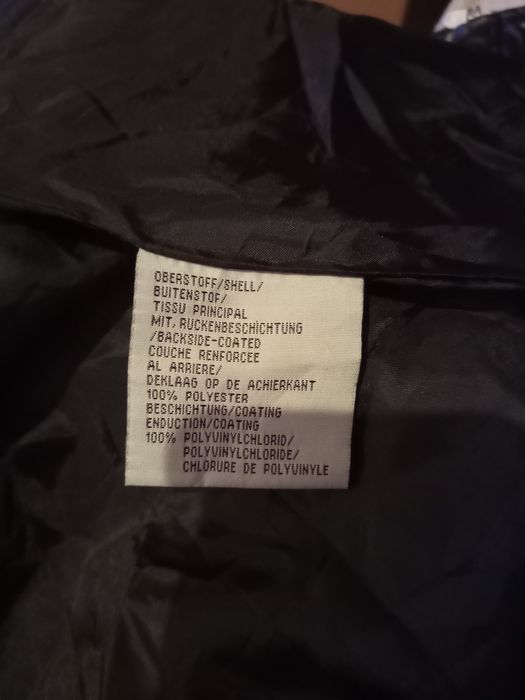 OBERSTOFF/SHELL/
BUITENSTOF/
TISSU PRINCIPAL
MIT. RUCKENBESCHICHTUNG
/BACKSIDE-COATED
COUCHE RENFORCEE
AL ARRIERE/
DEKLAAG OP DE ACHIERKANT
100% POLYESTER
BESCHICHTUNG/COATING
ENDUCTION/COATING
100% POLYVINYLCHLORID/
POLYVINYLCHLORIDE/
CHLORURE DE POLYVINYLE